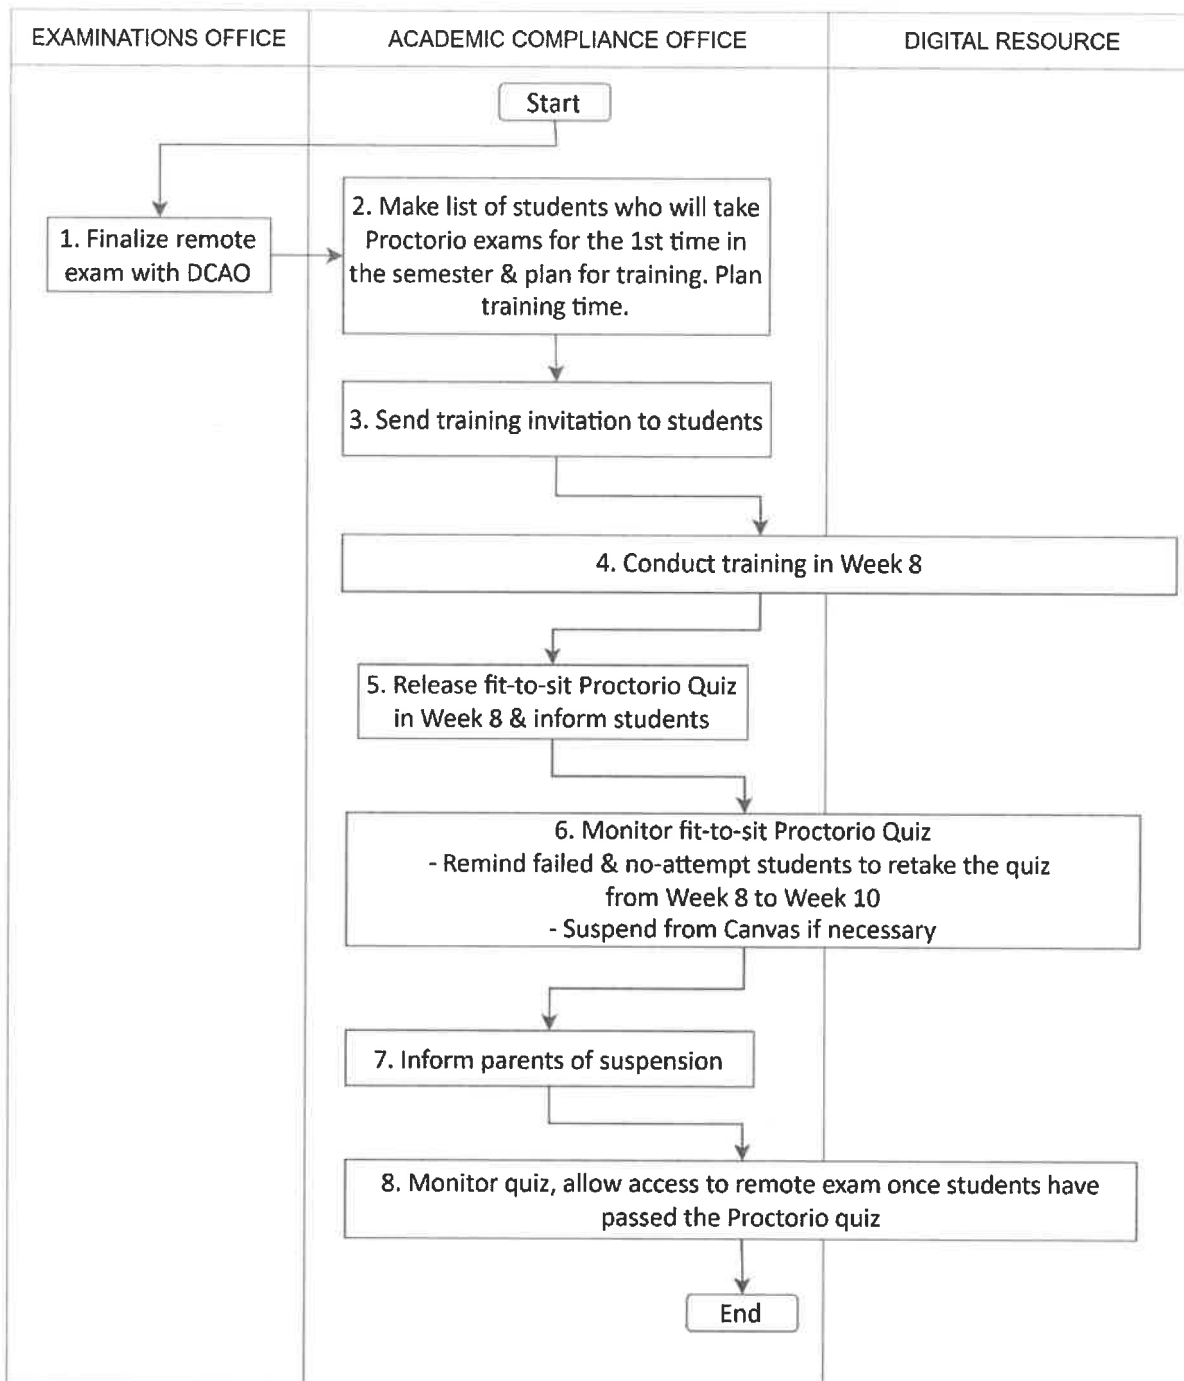 EXAMINATIONS OFFICE
ACADEMIC COMPLIANCE OFFICE
DIGITAL RESOURCE
Start
1. Finalize remote
exam with DCAO
2. Make list of students who will take
Proctorio exams for the 1st time in
the semester & plan for training. Plan
training time.
3. Send training invitation to students
4. Conduct training in Week 8
5. Release fit-to-sit Proctorio Quiz
in Week 8 & inform students
6. Monitor fit-to-sit Proctorio Quiz
- Remind failed & no-attempt students to retake the quiz
from Week 8 to Week 10
- Suspend from Canvas if necessary
7. Inform parents of suspension
8. Monitor quiz, allow access to remote exam once students have
passed the Proctorio quiz
End